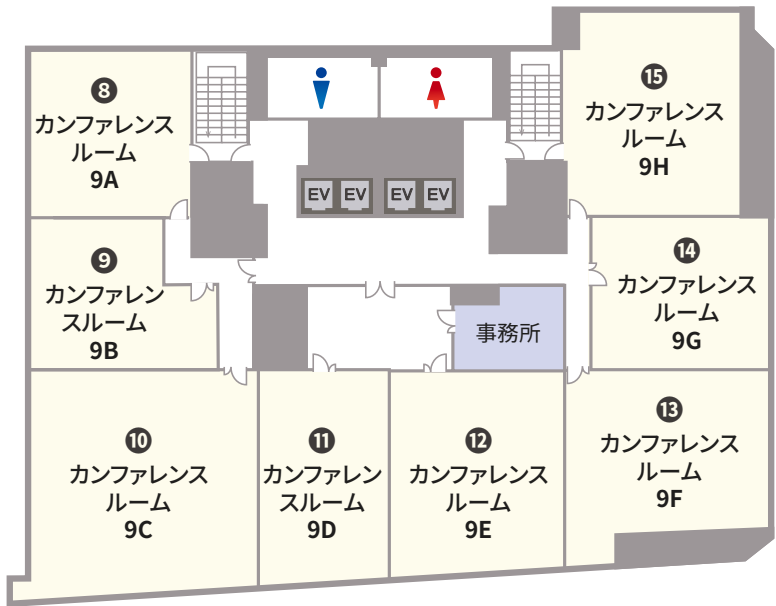 ❽
カンファレンス
ルーム
9A
⓯
カンファレンス
ルーム
9H
EV
EV
EV
EV
❾
カンファレン
スルーム
9B
⓮
カンファレンス
ルーム
9G
事務所
❿
カンファレンス
ルーム
9C
⓫
カンファレン
スルーム
9D
⓬
カンファレンス
ルーム
9E
⓭
カンファレンス
ルーム
9F